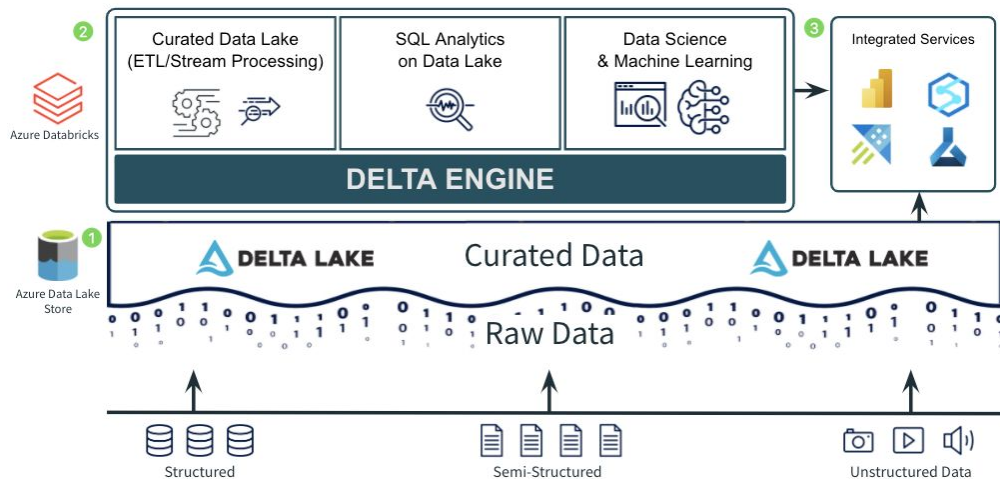 2
Curated Data Lake
(ETL/Stream Processing)
SQL Analytics
on Data Lake
Data Science
& Machine Learning
3
Integrated Services
Azure Databricks
DELTA ENGINE
1
Azure Data Lake
Store
DELTA LAKE
Curated Data
DELTA LAKE
Raw Data
Structured
Semi-Structured
Unstructured Data